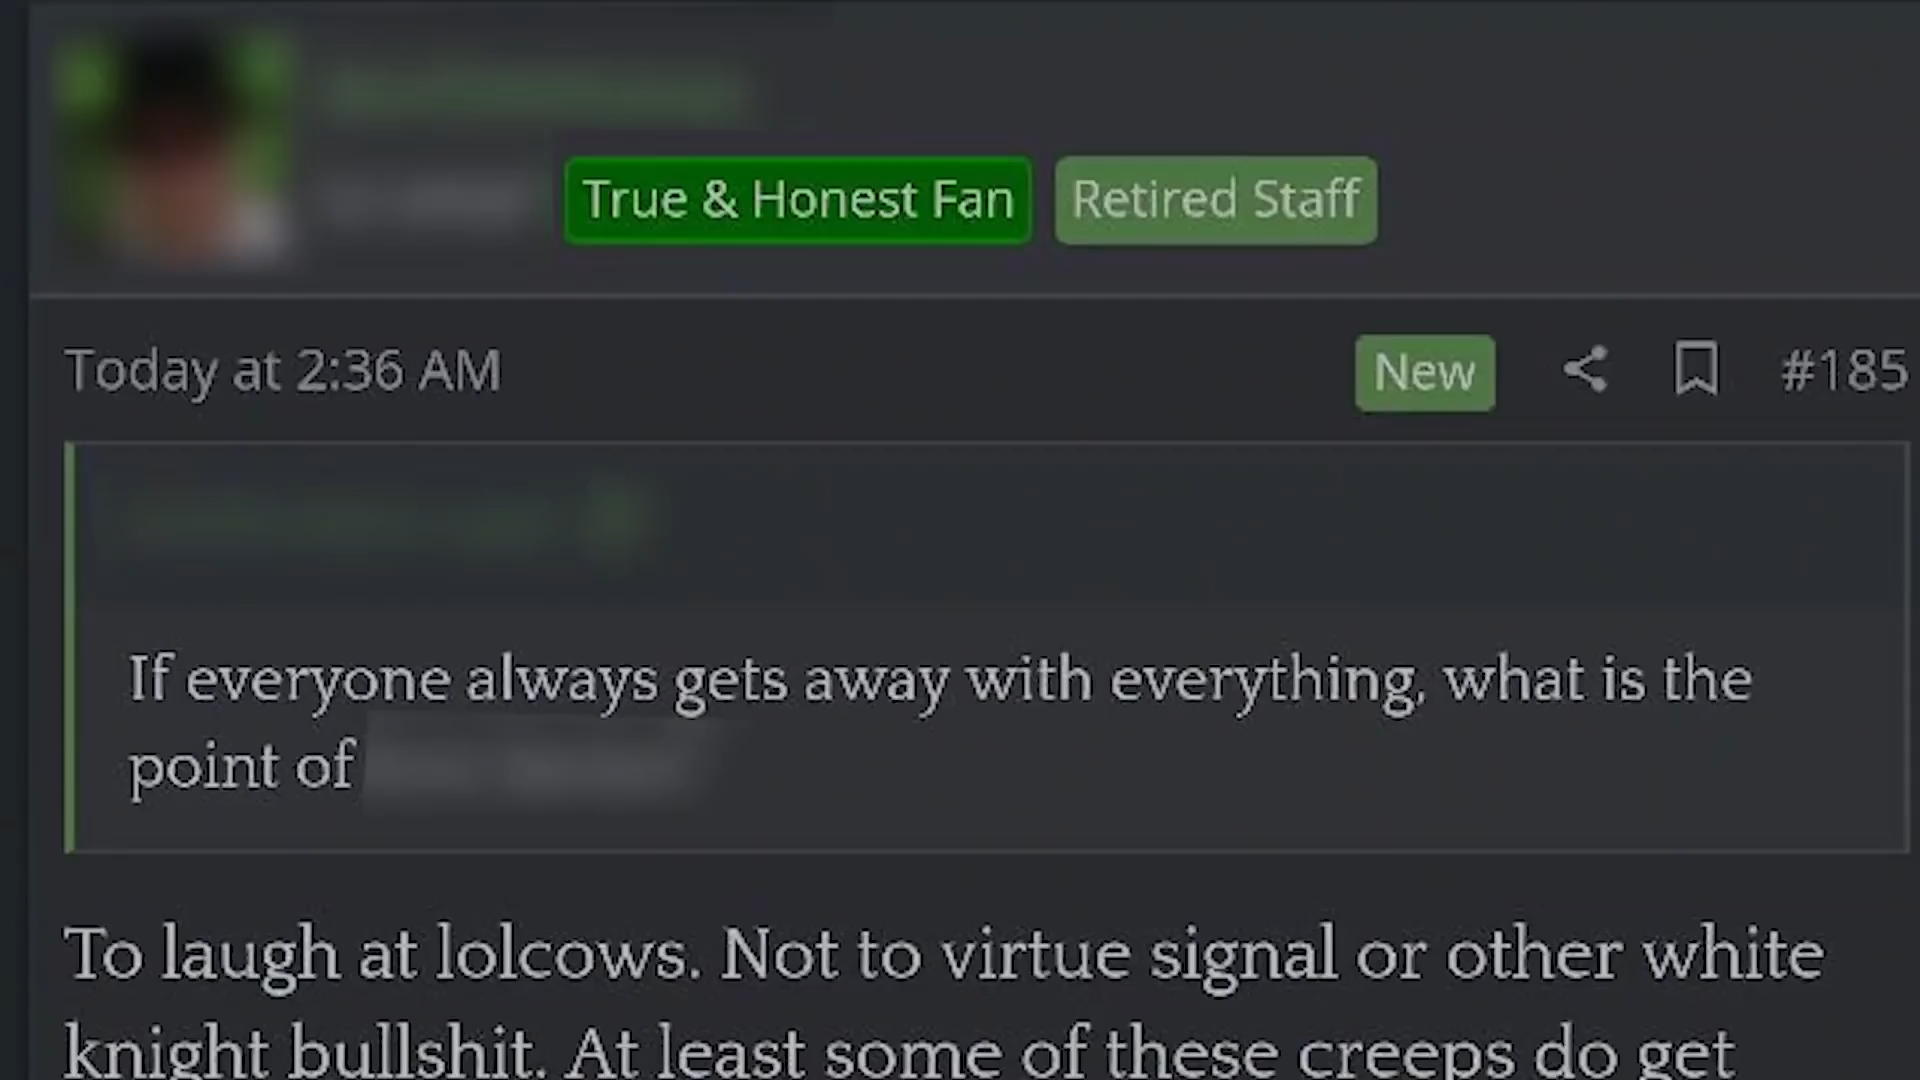 True & Honest Fan Retired Staff
Today at 2:36 AM New #185
If everyone always gets away with everything, what is the
point of
To laugh at lolcows. Not to virtue signal or other white
knight bullshit. At least some of these creeps do get